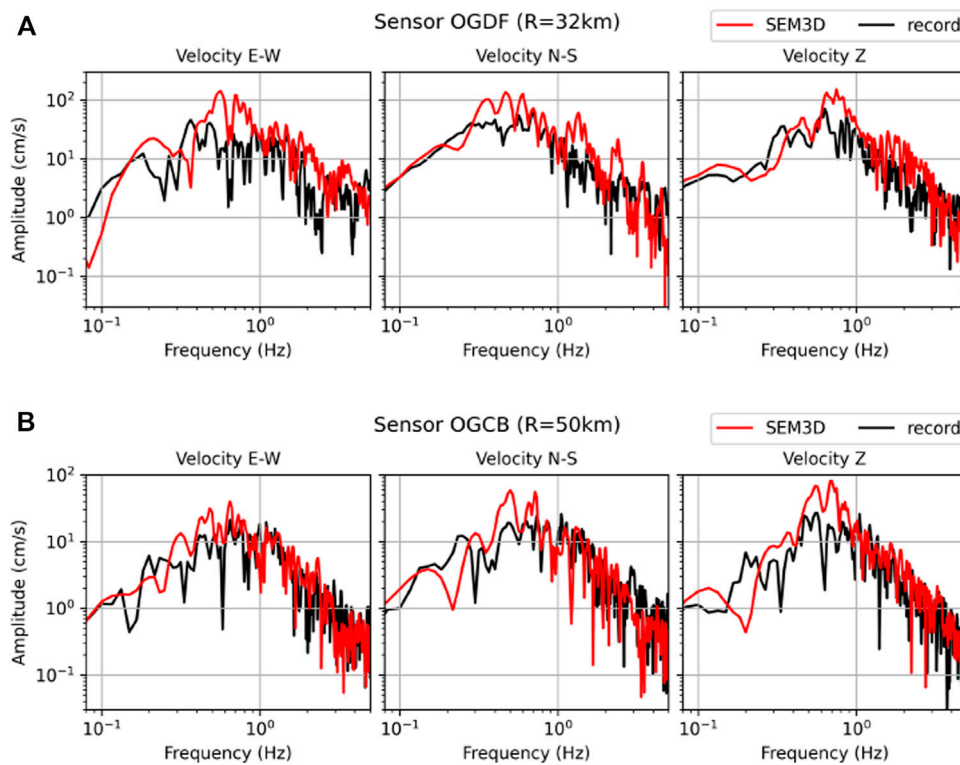 A
Sensor OGDF (R=32km)
SEM3D record
Velocity E-W Velocity N-S Velocity Z
Amplitude (cm/s)
10² 10¹ 10⁰ 10⁻¹
10⁻¹ 10⁰ 10⁻¹ 10⁰ 10⁻¹ 10⁰
Frequency (Hz) Frequency (Hz) Frequency (Hz)
B
Sensor OGCB (R=50km)
SEM3D record
Velocity E-W Velocity N-S Velocity Z
Amplitude (cm/s)
10² 10¹ 10⁰ 10⁻¹
10⁻¹ 10⁰ 10⁻¹ 10⁰ 10⁻¹ 10⁰
Frequency (Hz) Frequency (Hz) Frequency (Hz)